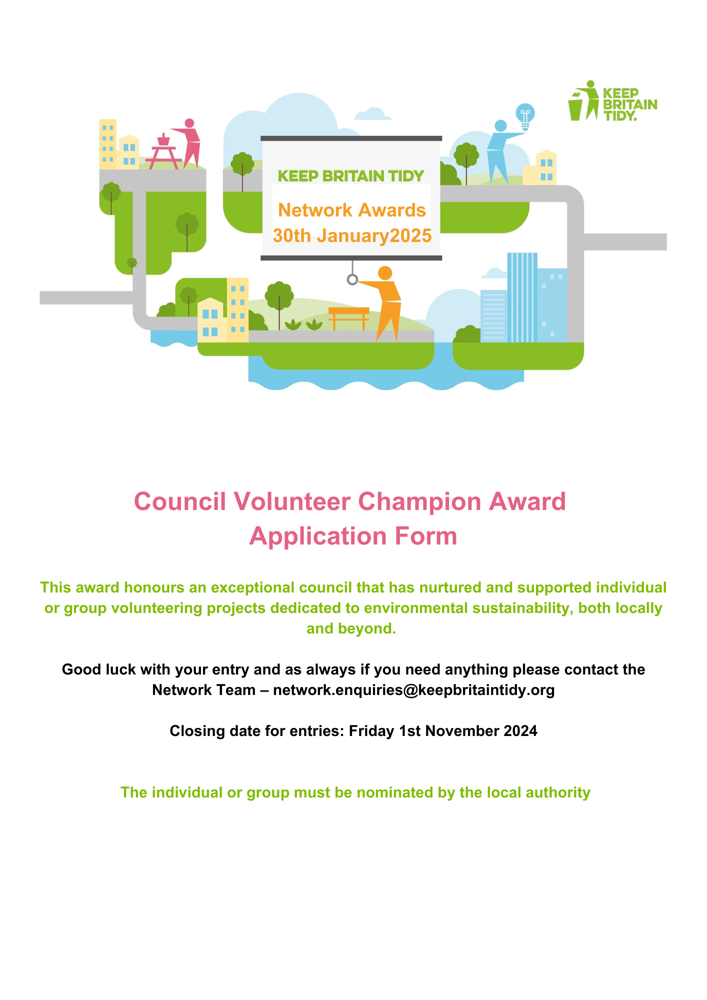 KEEP
BRITAIN
TIDY.
KEEP BRITAIN TIDY
Network Awards
30th January2025
Council Volunteer Champion Award
Application Form
This award honours an exceptional council that has nurtured and supported individual
or group volunteering projects dedicated to environmental sustainability, both locally
and beyond.
Good luck with your entry and as always if you need anything please contact the
Network Team – network.enquiries@keepbritaintidy.org
Closing date for entries: Friday 1st November 2024
The individual or group must be nominated by the local authority